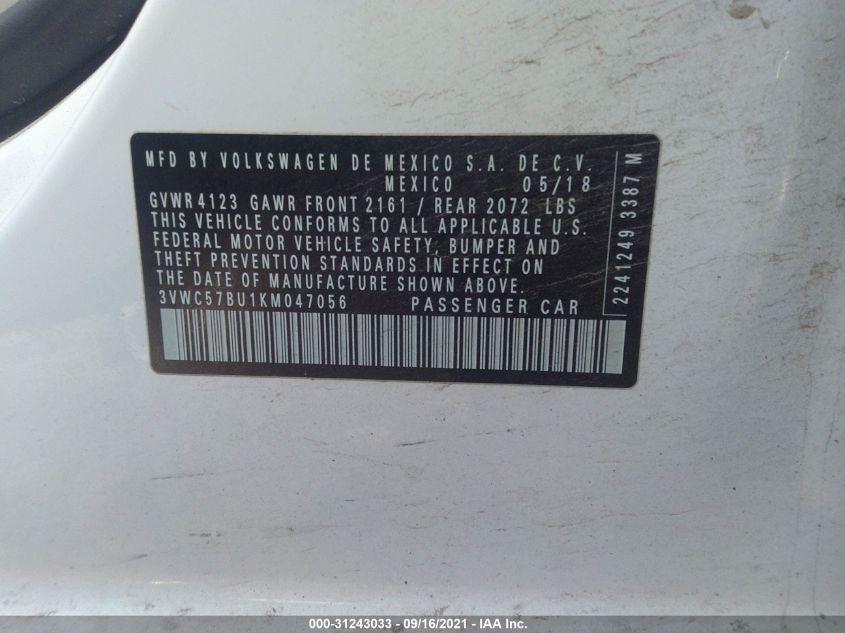 MFD BY VOLKSWAGEN DE MEXICO S.A. DE C.V.
MEXICO 05/18
GVWR 4123 GAWR FRONT 2161 / REAR 2072 LBS
THIS VEHICLE CONFORMS TO ALL APPLICABLE U.S.
FEDERAL MOTOR VEHICLE SAFETY, BUMPER AND
THEFT PREVENTION STANDARDS IN EFFECT ON
THE DATE OF MANUFACTURE SHOWN ABOVE.
3VWC57BU1KM047056 PASSENGER CAR
2241249 3387 M
000-31243033 - 09/16/2021 - IAA Inc.